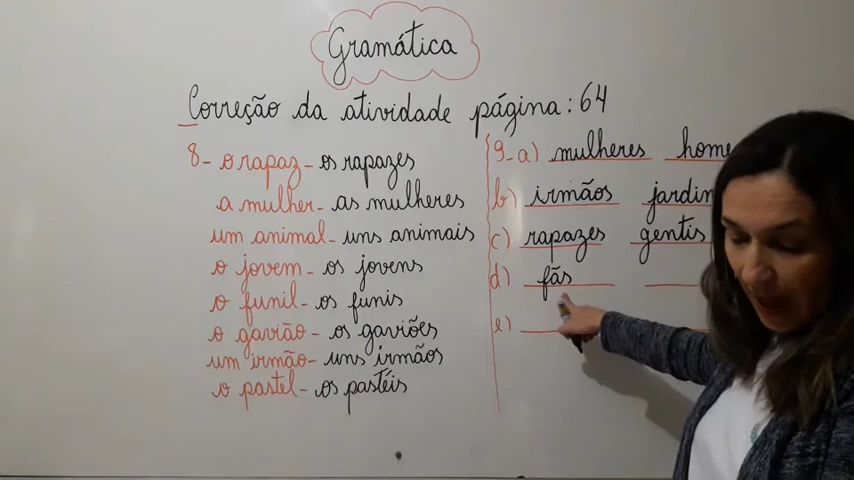 Gramática
Correção da atividade página: 64
8- o rapaz - os rapazes
a mulher - as mulheres
um animal - uns animais
o jovem - os jovens
o funil - os funis
o gavião - os gaviões
um irmão - uns irmãos
o pastel - os pastéis
9-a) mulheres home
b) irmãos jardin
c) rapazes gentis
d) fãs
e)